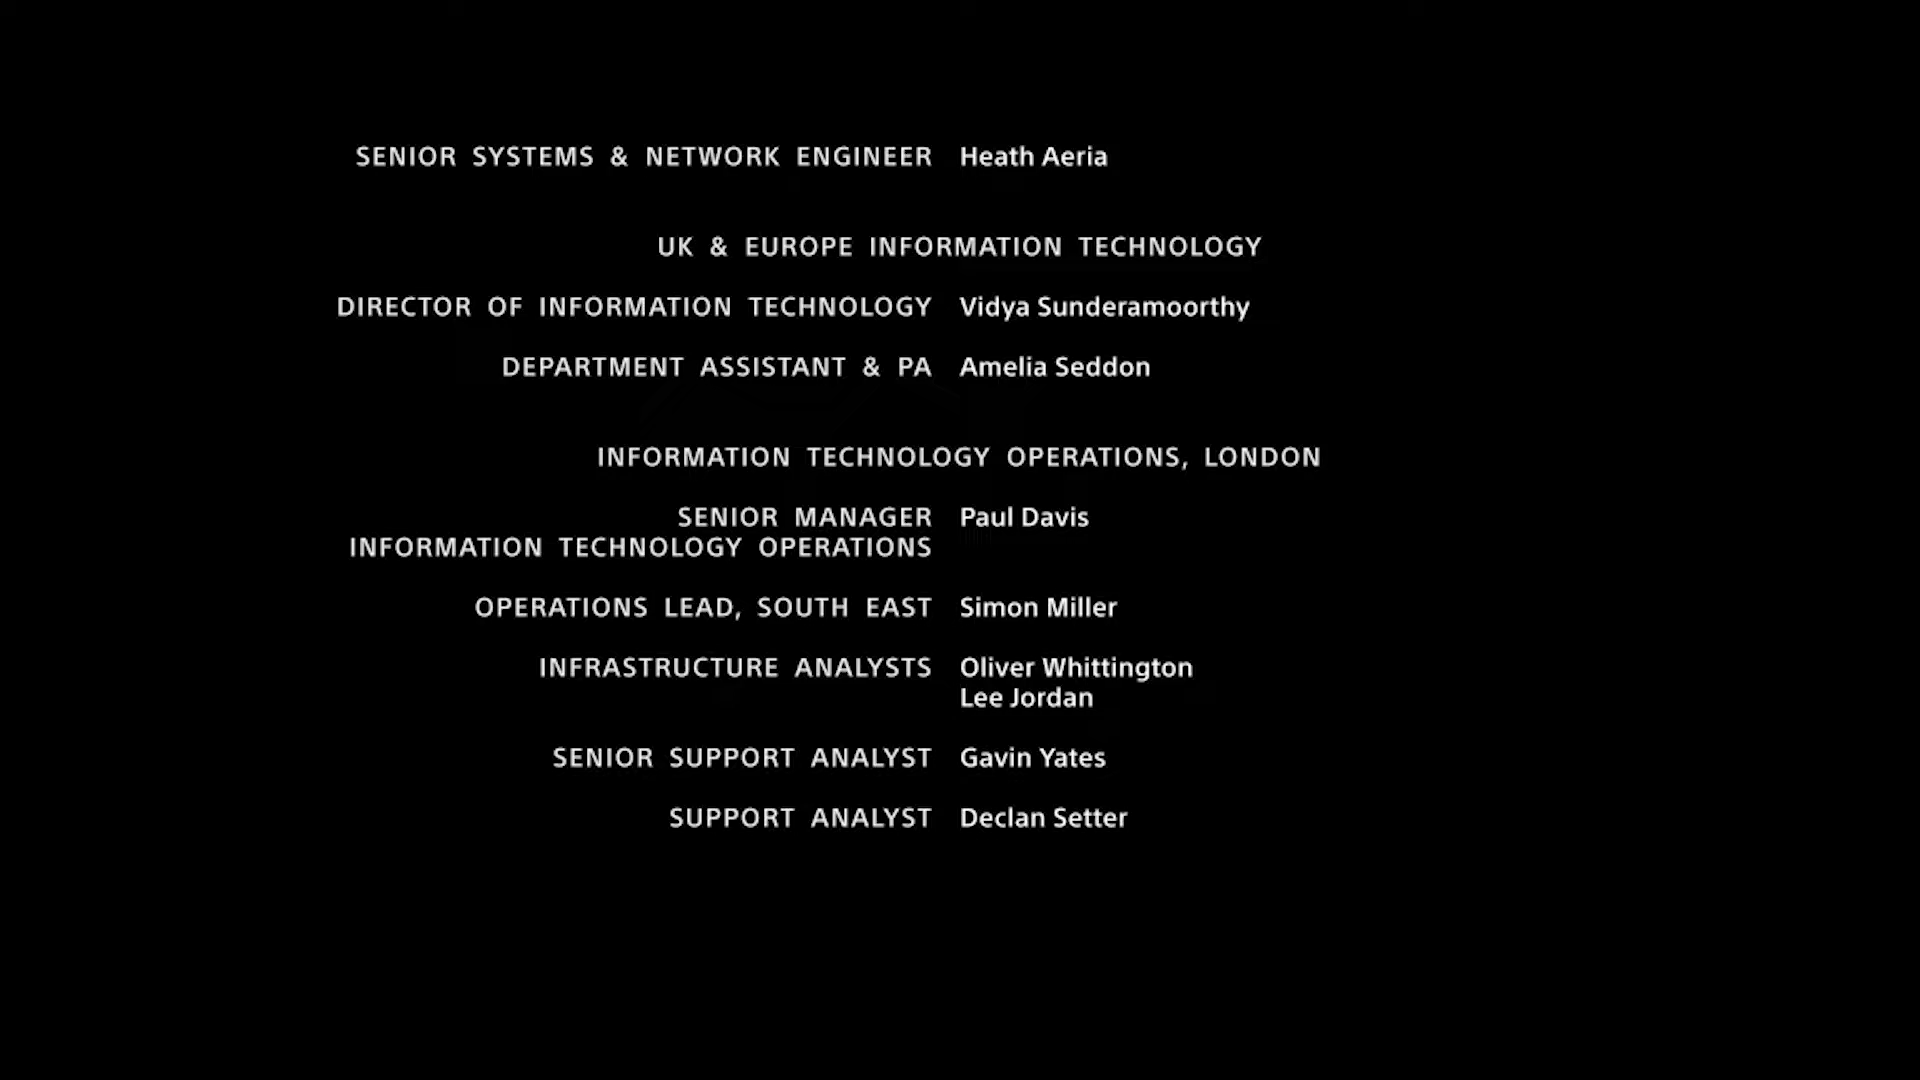 SENIOR SYSTEMS & NETWORK ENGINEER Heath Aeria
UK & EUROPE INFORMATION TECHNOLOGY
DIRECTOR OF INFORMATION TECHNOLOGY Vidya Sunderamoorthy
DEPARTMENT ASSISTANT & PA Amelia Seddon
INFORMATION TECHNOLOGY OPERATIONS, LONDON
SENIOR MANAGER Paul Davis
INFORMATION TECHNOLOGY OPERATIONS
OPERATIONS LEAD, SOUTH EAST Simon Miller
INFRASTRUCTURE ANALYSTS Oliver Whittington
Lee Jordan
SENIOR SUPPORT ANALYST Gavin Yates
SUPPORT ANALYST Declan Setter